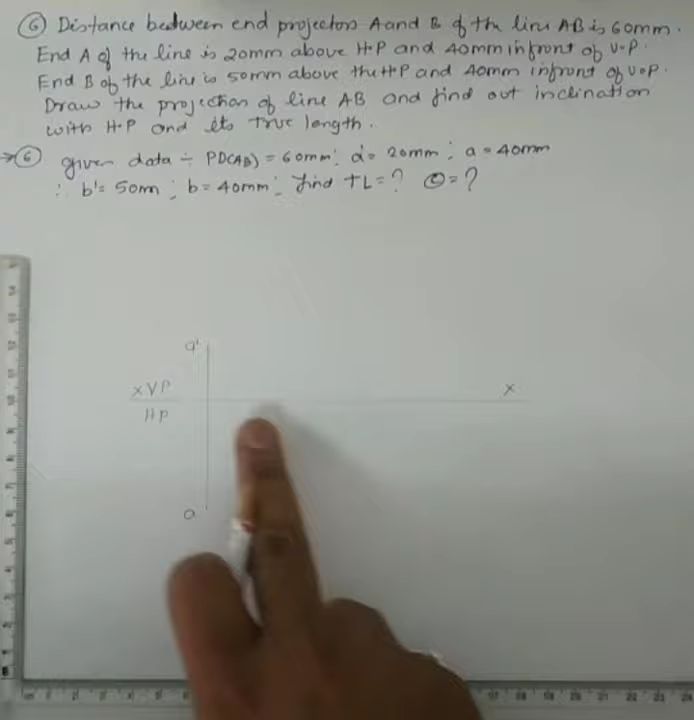 6 Distance bedween end projectors A and B of the line AB is 60mm.
End A of the line is 20mm above H.P and 40mm infront of V.P.
End B of the line is 50mm above the H.P and 40mm infront of V.P.
Draw the projection of line AB and find out inclination
with H.P and its true length.
6 given data ÷ PD(AB) = 60mm; a' = 20mm; a = 40mm
∴ b' = 50m; b = 40mm; find TL = ? θ = ?
a'
X VP X
HP
a